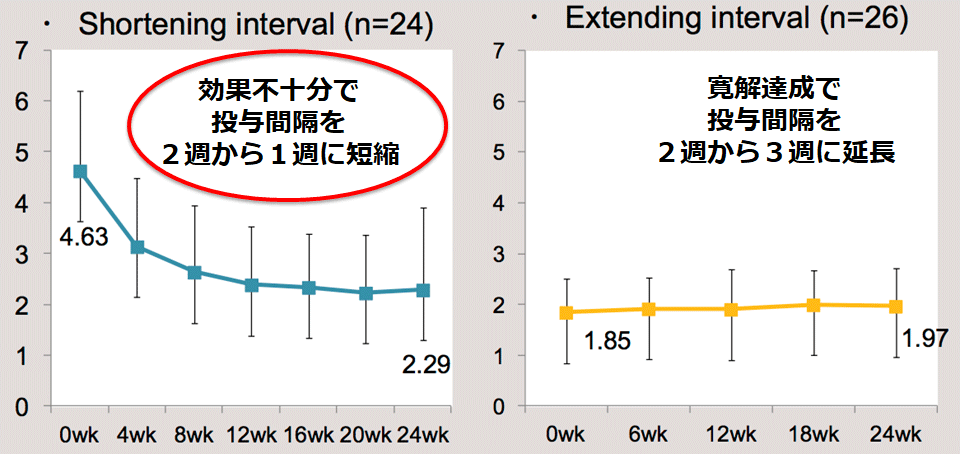 ・ Shortening interval (n=24)
7
6
5
4
3
2
1
0
効果不十分で
投与間隔を
２週から１週に短縮
4.63
2.29
0wk 4wk 8wk 12wk 16wk 20wk 24wk
・ Extending interval (n=26)
7
6
5
4
3
2
1
0
寛解達成で
投与間隔を
２週から３週に延長
1.85
1.97
0wk 6wk 12wk 18wk 24wk